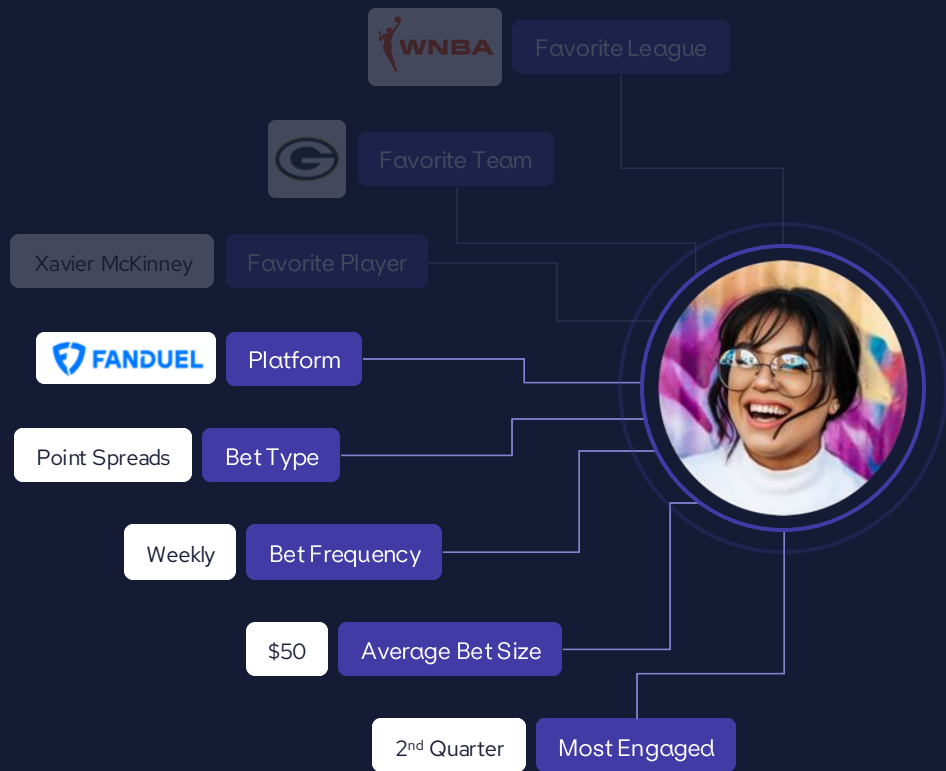 WNBA Favorite League
G Favorite Team
Xavier McKinney Favorite Player
FANDUEL Platform
Point Spreads Bet Type
Weekly Bet Frequency
$50 Average Bet Size
2nd Quarter Most Engaged